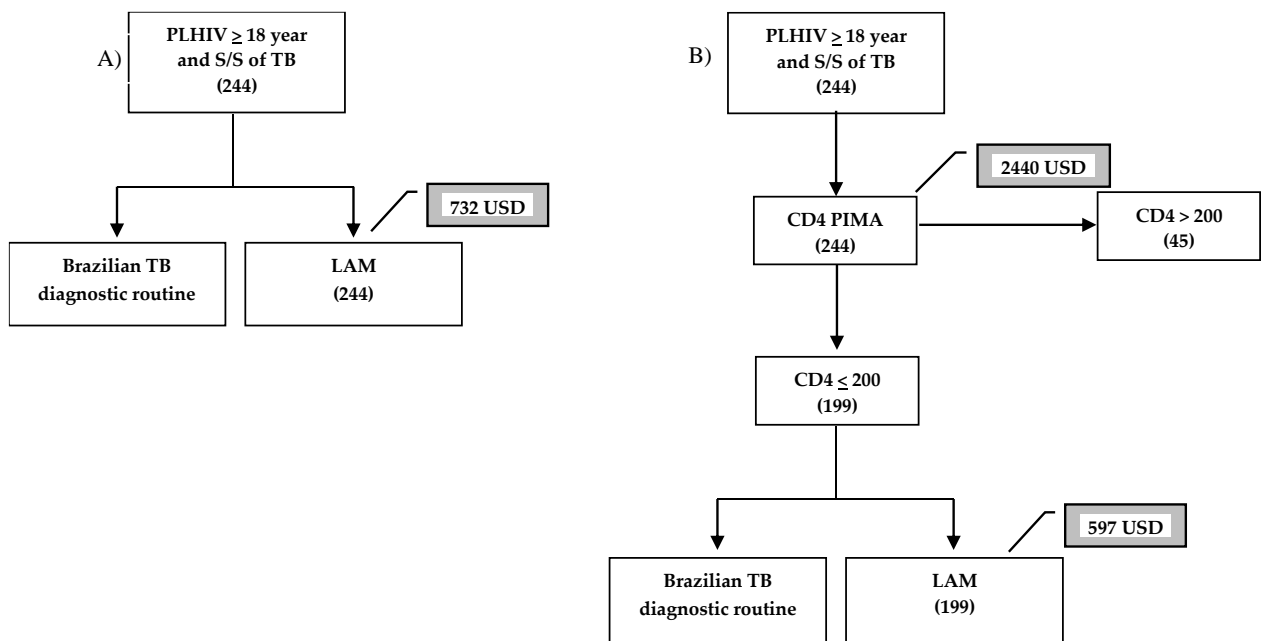 A)
PLHIV ≥ 18 year
and S/S of TB
(244)
732 USD
Brazilian TB
diagnostic routine
LAM
(244)
B)
PLHIV ≥ 18 year
and S/S of TB
(244)
2440 USD
CD4 PIMA
(244)
CD4 > 200
(45)
CD4 ≤ 200
(199)
597 USD
Brazilian TB
diagnostic routine
LAM
(199)